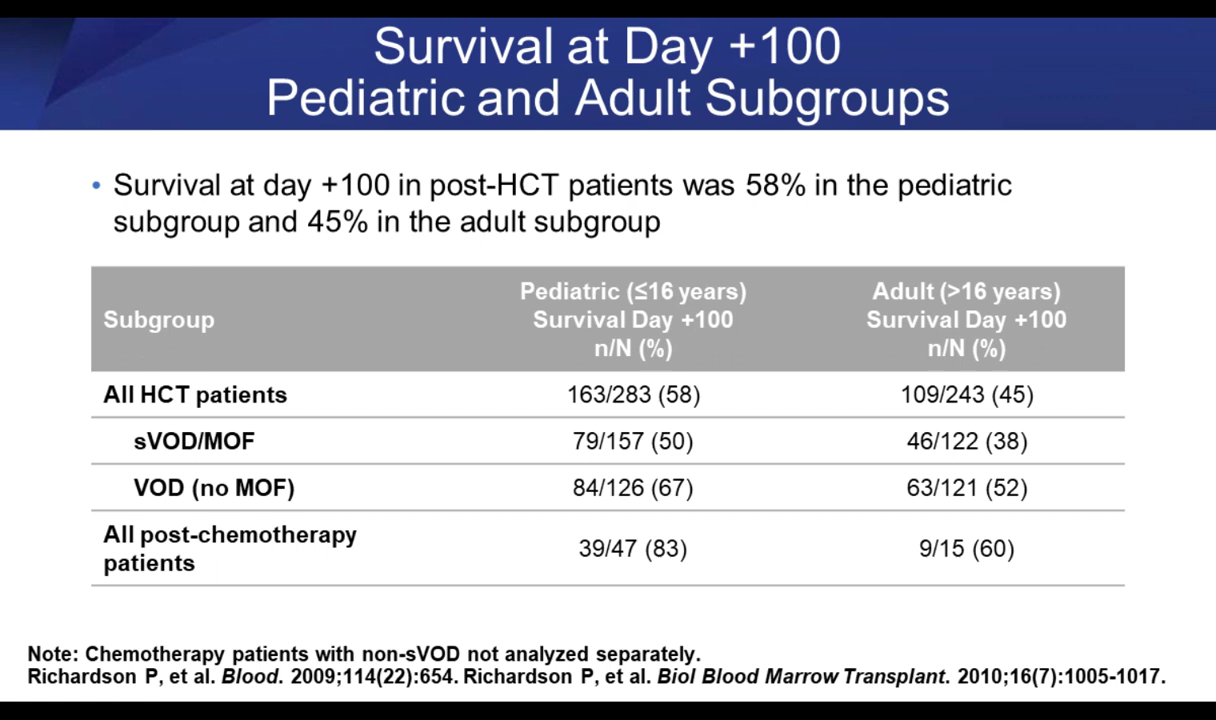 Survival at Day +100
Pediatric and Adult Subgroups
• Survival at day +100 in post-HCT patients was 58% in the pediatric
subgroup and 45% in the adult subgroup
Subgroup
Pediatric (≤16 years)
Survival Day +100
n/N (%)
Adult (>16 years)
Survival Day +100
n/N (%)
All HCT patients 163/283 (58) 109/243 (45)
sVOD/MOF 79/157 (50) 46/122 (38)
VOD (no MOF) 84/126 (67) 63/121 (52)
All post-chemotherapy
patients
39/47 (83) 9/15 (60)
Note: Chemotherapy patients with non-sVOD not analyzed separately.
Richardson P, et al. Blood. 2009;114(22):654. Richardson P, et al. Biol Blood Marrow Transplant. 2010;16(7):1005-1017.